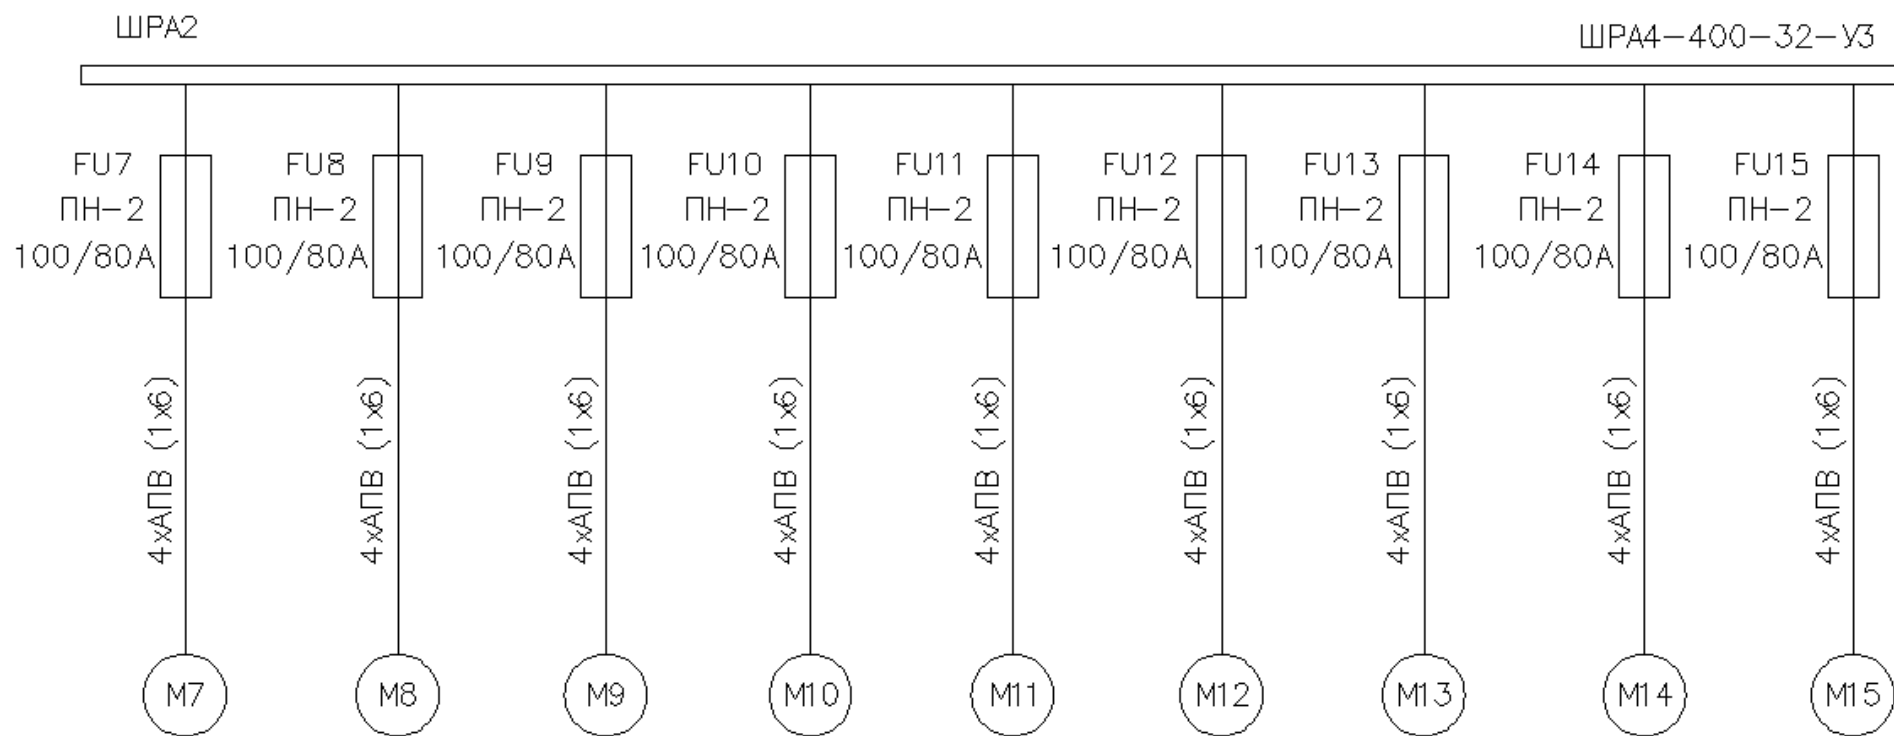 ШРА2
ШРА4-400-32-У3
FU7
ПН-2
100/80А
FU8
ПН-2
100/80А
FU9
ПН-2
100/80А
FU10
ПН-2
100/80А
FU11
ПН-2
100/80А
FU12
ПН-2
100/80А
FU13
ПН-2
100/80А
FU14
ПН-2
100/80А
FU15
ПН-2
100/80А
4хАПВ (1х6)
4хАПВ (1х6)
4хАПВ (1х6)
4хАПВ (1х6)
4хАПВ (1х6)
4хАПВ (1х6)
4хАПВ (1х6)
4хАПВ (1х6)
4хАПВ (1х6)
М7
М8
М9
М10
М11
М12
М13
М14
М15